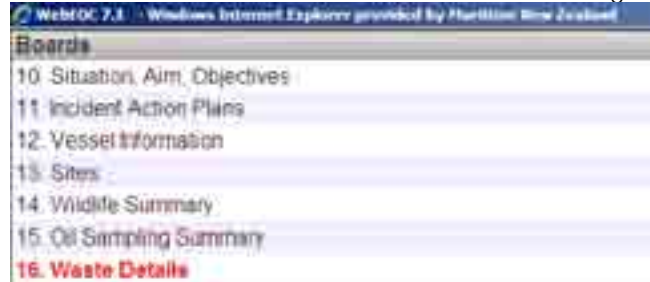 WebEOC 7.1 - Windows Internet Explorer provided by Maritime New Zealand
Boards
10. Situation, Aim, Objectives
11. Incident Action Plans
12. Vessel Information
13. Sites
14. Wildlife Summary
15. Oil Sampling Summary
16. Waste Details